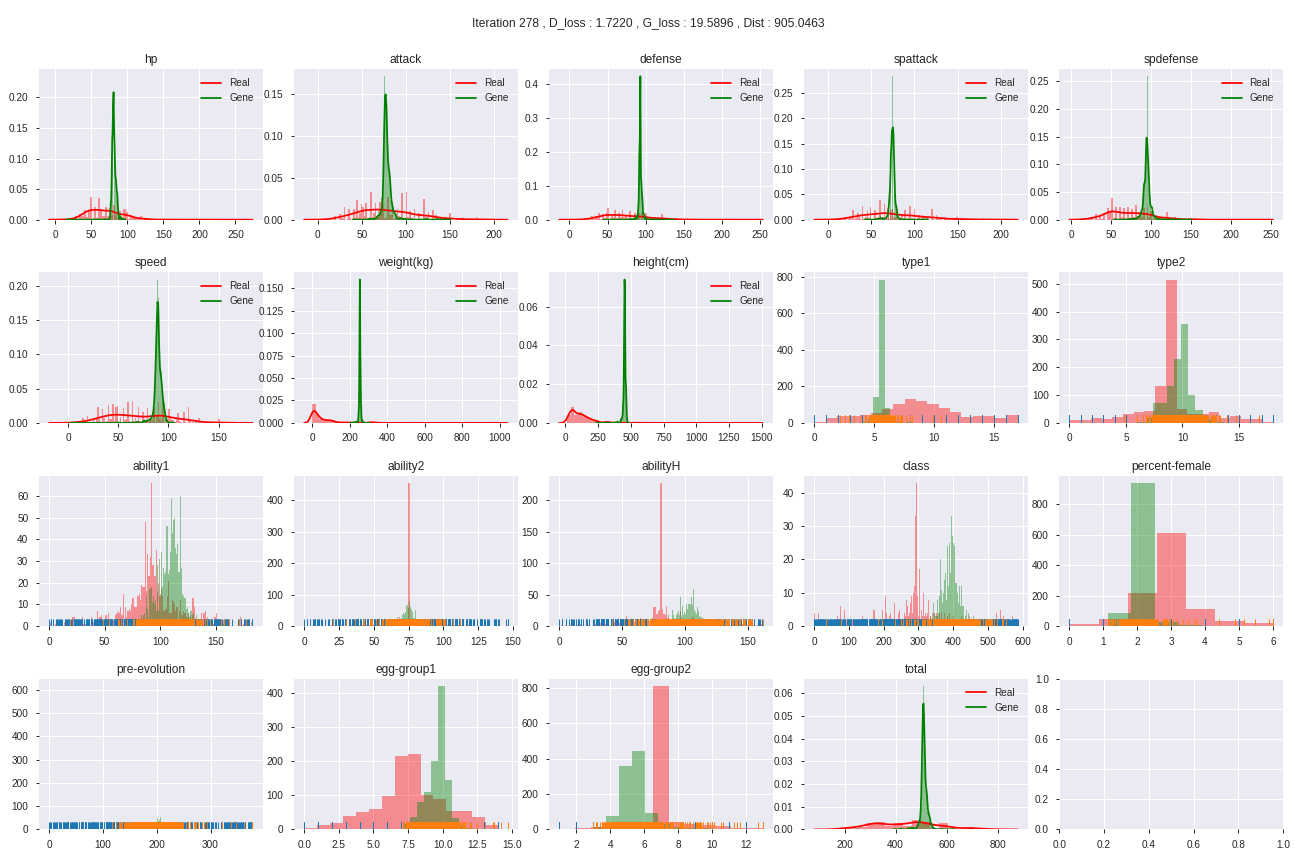 Iteration 278 , D_loss : 1.7220 , G_loss : 19.5896 , Dist : 905.0463
hp attack defense spattack spdefense
Real Gene Real Gene Real Gene Real Gene Real Gene
0.20 0.15 0.10 0.05 0.00
0 50 100 150 200 250
0.15 0.10 0.05 0.00
0 50 100 150 200
0.4 0.3 0.2 0.1 0.0
0 50 100 150 200 250
0.25 0.20 0.15 0.10 0.05 0.00
0 50 100 150 200
0.25 0.20 0.15 0.10 0.05 0.00
0 50 100 150 200 250
speed weight(kg) height(cm) type1 type2
Real Gene Real Gene Real Gene
0.20 0.15 0.10 0.05 0.00
0 50 100 150
0.150 0.125 0.100 0.075 0.050 0.025 0.000
0 200 400 600 800 1000
0.06 0.04 0.02 0.00
0 250 500 750 1000 1250 1500
800 600 400 200 0
0 5 10 15
500 400 300 200 100 0
0 5 10 15
ability1 ability2 abilityH class percent-female
60 50 40 30 20 10 0
0 50 100 150
400 300 200 100 0
0 25 50 75 100 125 150
200 150 100 50 0
0 50 100 150
40 30 20 10 0
0 100 200 300 400 500 600
800 600 400 200 0
0 1 2 3 4 5 6
pre-evolution egg-group1 egg-group2 total
600 500 400 300 200 100 0
0 100 200 300
400 300 200 100 0
0.0 2.5 5.0 7.5 10.0 12.5 15.0
800 600 400 200 0
2 4 6 8 10 12
Real Gene
0.06 0.05 0.04 0.03 0.02 0.01 0.00
200 400 600 800
1.0 0.8 0.6 0.4 0.2 0.0
0.0 0.2 0.4 0.6 0.8 1.0